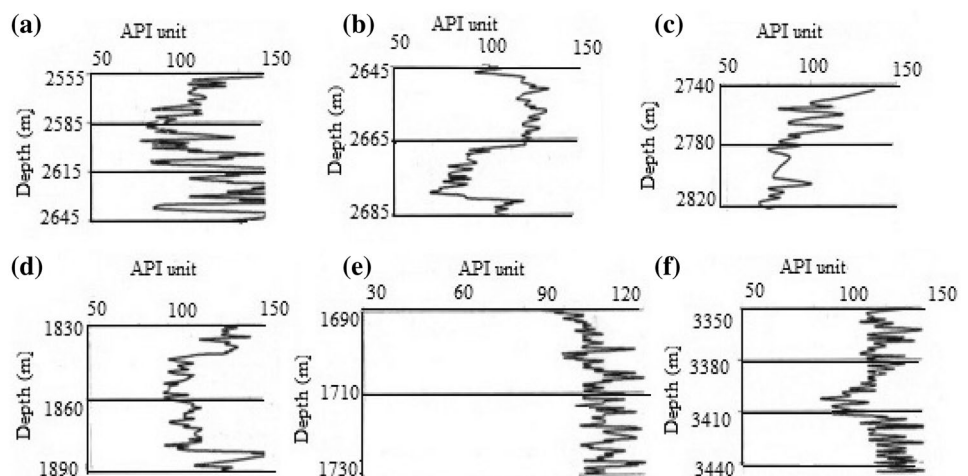 (a)
API unit
50 100 150
Depth (m]
2555
2585
2615
2645
(b)
API unit
50 100 150
Depth (m)
2645
2665
2685
(c)
API unit
50 100 150
Depth (m]
2740
2780
2820
(d)
API unit
50 100 150
Depth (m]
1830
1860
1890
(e)
API unit
30 60 90 120
Depth (m]
1690
1710
1730
(f)
API unit
50 100 150
Depth (m]
3350
3380
3410
3440